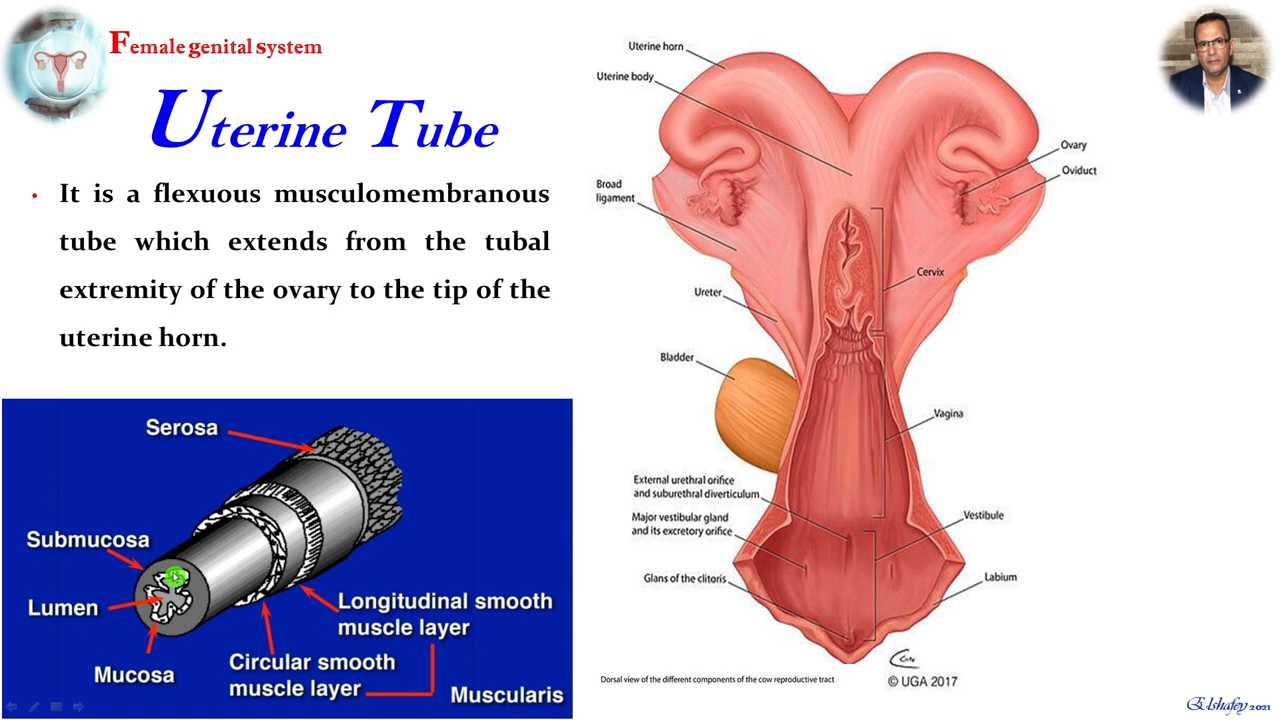 Female genital system
Uterine Tube
• It is a flexuous musculomembranous
tube which extends from the tubal
extremity of the ovary to the tip of the
uterine horn.
Serosa
Submucosa
Lumen
Mucosa
Longitudinal smooth
muscle layer
Circular smooth
muscle layer
Muscularis
Uterine horn
Uterine body
Ovary
Oviduct
Broad
ligament
Cervix
Ureter
Bladder
Vagina
External urethral orifice
and suburethral diverticulum
Major vestibular gland
and its excretory orifice
Vestibule
Glans of the clitoris
Labium
Dorsal view of the different components of the cow reproductive tract
© UGA 2017
Elshafey 2021